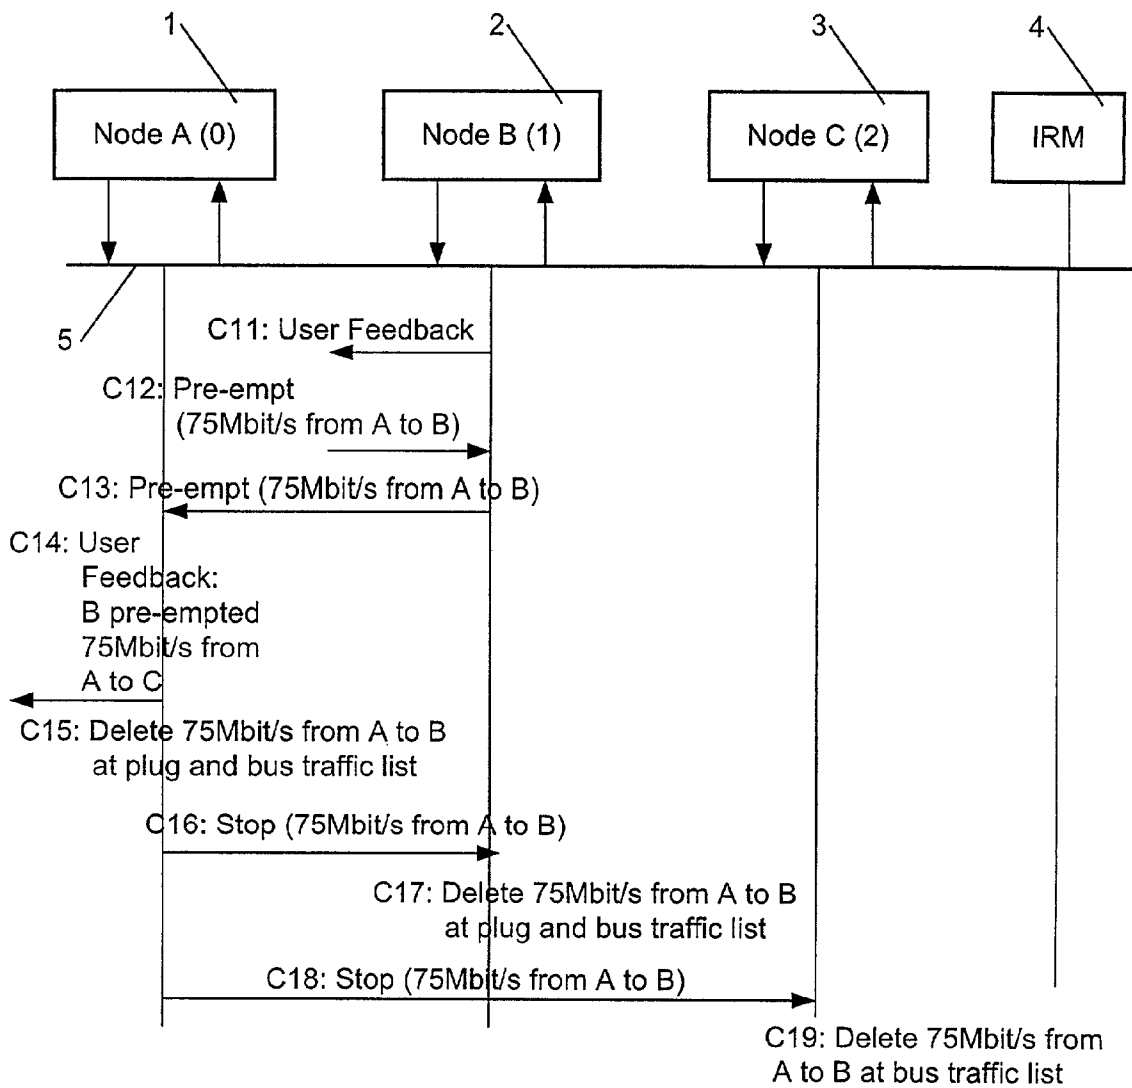 1
2
3
4
Node A (0)
Node B (1)
Node C (2)
IRM
5
C11: User Feedback
C12: Pre-empt
(75Mbit/s from A to B)
C13: Pre-empt (75Mbit/s from A to B)
C14: User
Feedback:
B pre-empted
75Mbit/s from
A to C
C15: Delete 75Mbit/s from A to B
at plug and bus traffic list
C16: Stop (75Mbit/s from A to B)
C17: Delete 75Mbit/s from A to B
at plug and bus traffic list
C18: Stop (75Mbit/s from A to B)
C19: Delete 75Mbit/s from
A to B at bus traffic list